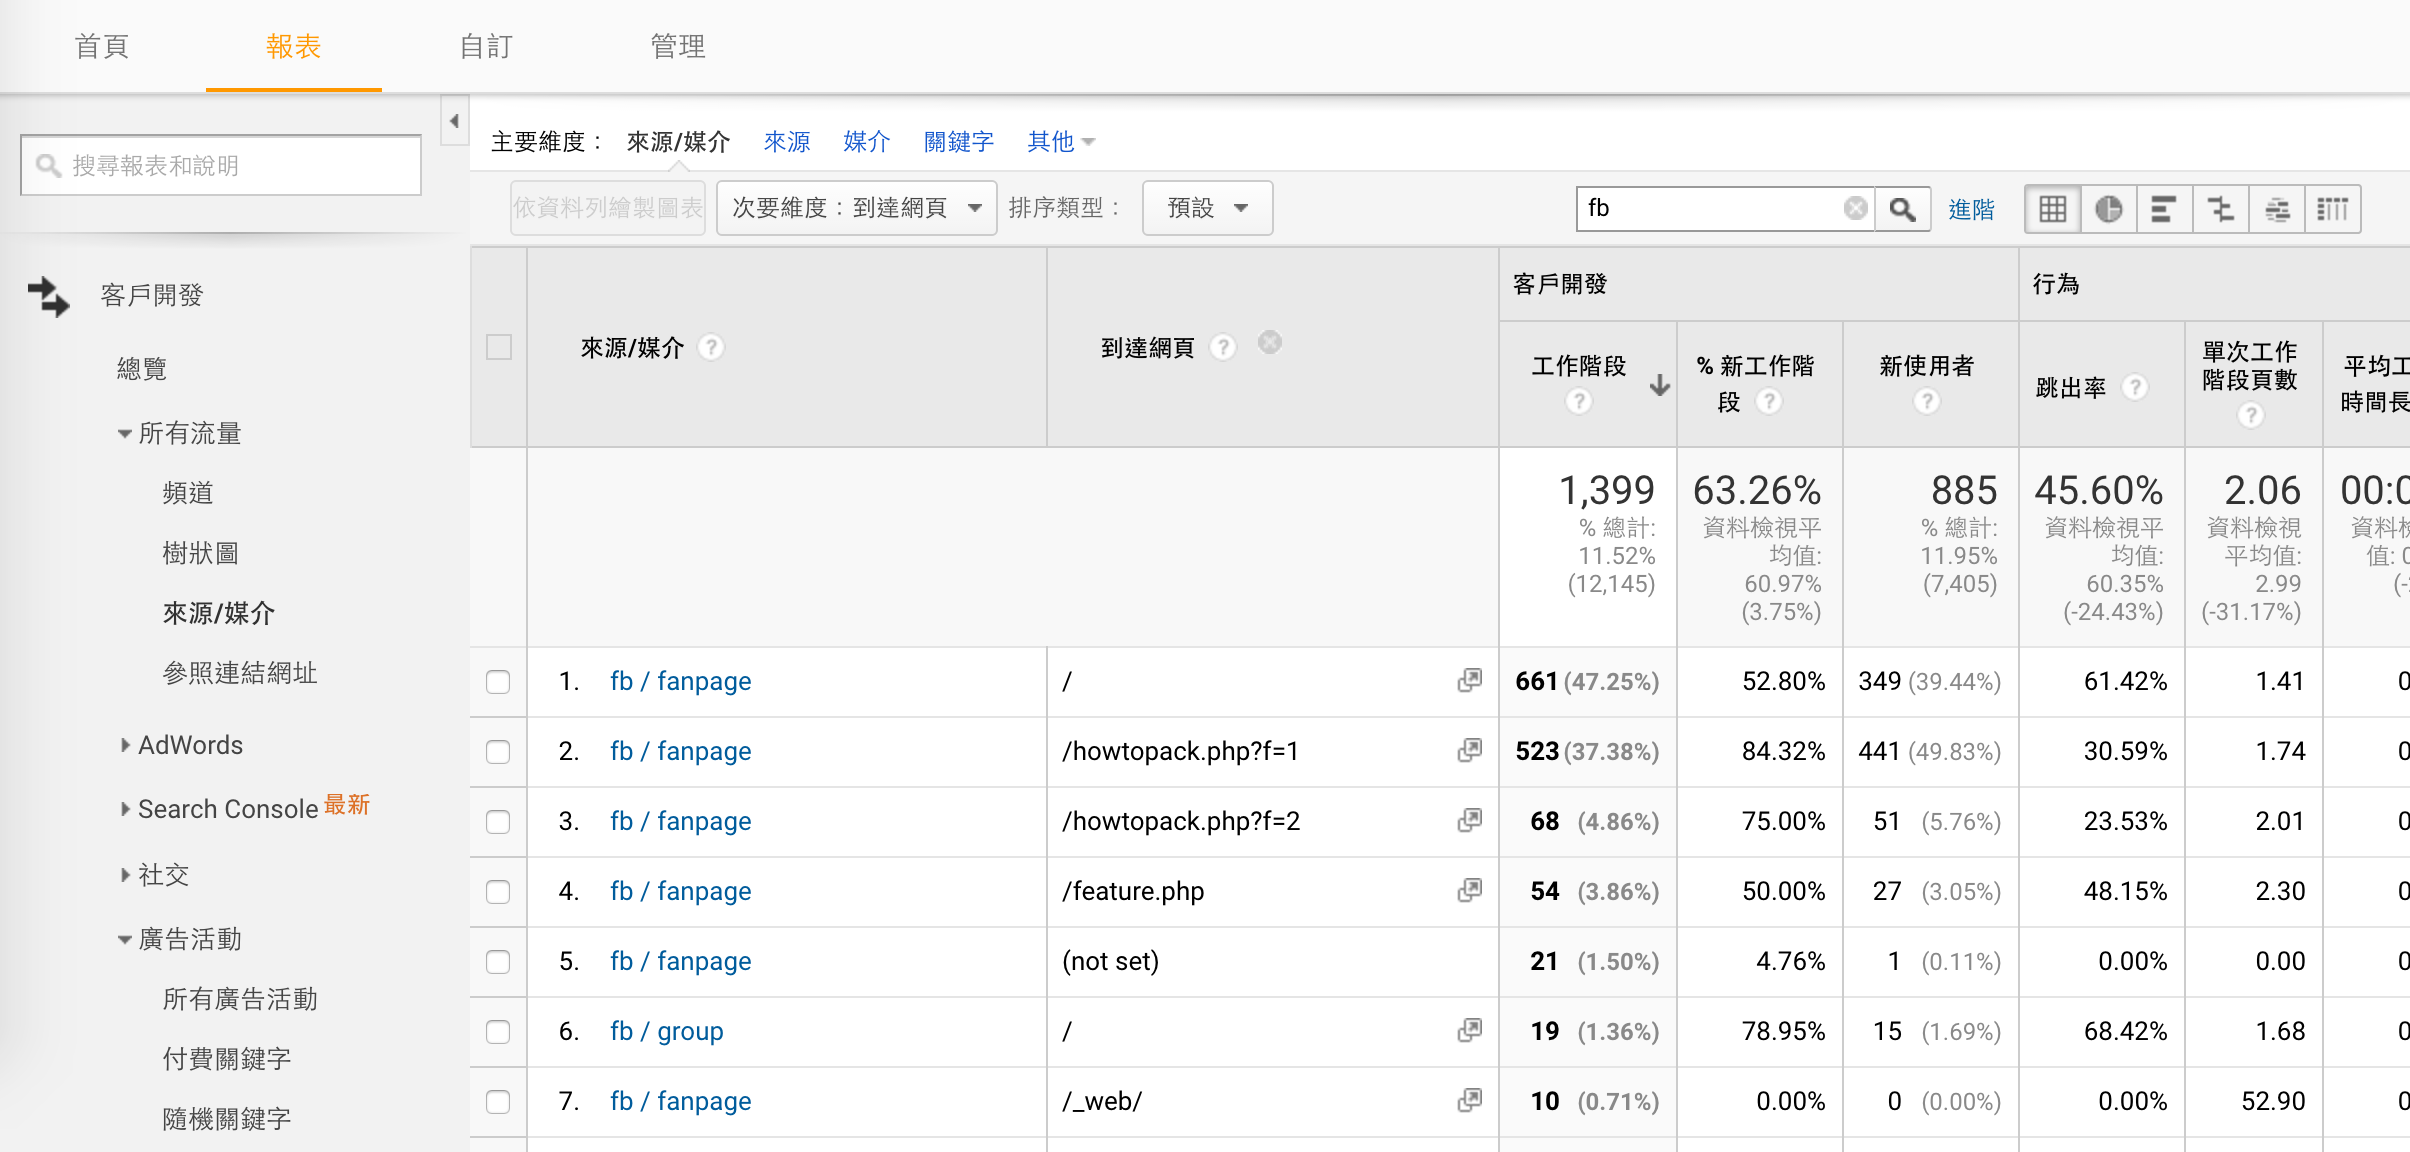 首頁 報表 自訂 管理
搜尋報表和說明
客戶開發
總覽
所有流量
頻道
樹狀圖
來源/媒介
參照連結網址
AdWords
Search Console 最新
社交
廣告活動
所有廣告活動
付費關鍵字
隨機關鍵字
主要維度： 來源/媒介 來源 媒介 關鍵字 其他
依資料列繪製圖表 次要維度：到達網頁 排序類型： 預設 fb 進階
客戶開發 行為
來源/媒介 ? 到達網頁 ?
工作階段 ?
% 新工作階
段 ?
新使用者 ?
跳出率 ?
單次工作
階段頁數
?
平均工
時間長
1,399
% 總計:
11.52%
(12,145)
63.26%
資料檢視平
均值:
60.97%
(3.75%)
885
% 總計:
11.95%
(7,405)
45.60%
資料檢視平
均值:
60.35%
(-24.43%)
2.06
資料檢視
平均值:
2.99
(-31.17%)
00:0
資料檢
值: 0
(-
1. fb / fanpage / 661 (47.25%) 52.80% 349 (39.44%) 61.42% 1.41 0
2. fb / fanpage /howtopack.php?f=1 523 (37.38%) 84.32% 441 (49.83%) 30.59% 1.74 0
3. fb / fanpage /howtopack.php?f=2 68 (4.86%) 75.00% 51 (5.76%) 23.53% 2.01 0
4. fb / fanpage /feature.php 54 (3.86%) 50.00% 27 (3.05%) 48.15% 2.30 0
5. fb / fanpage (not set) 21 (1.50%) 4.76% 1 (0.11%) 0.00% 0.00 0
6. fb / group / 19 (1.36%) 78.95% 15 (1.69%) 68.42% 1.68 0
7. fb / fanpage /_web/ 10 (0.71%) 0.00% 0 (0.00%) 0.00% 52.90 0